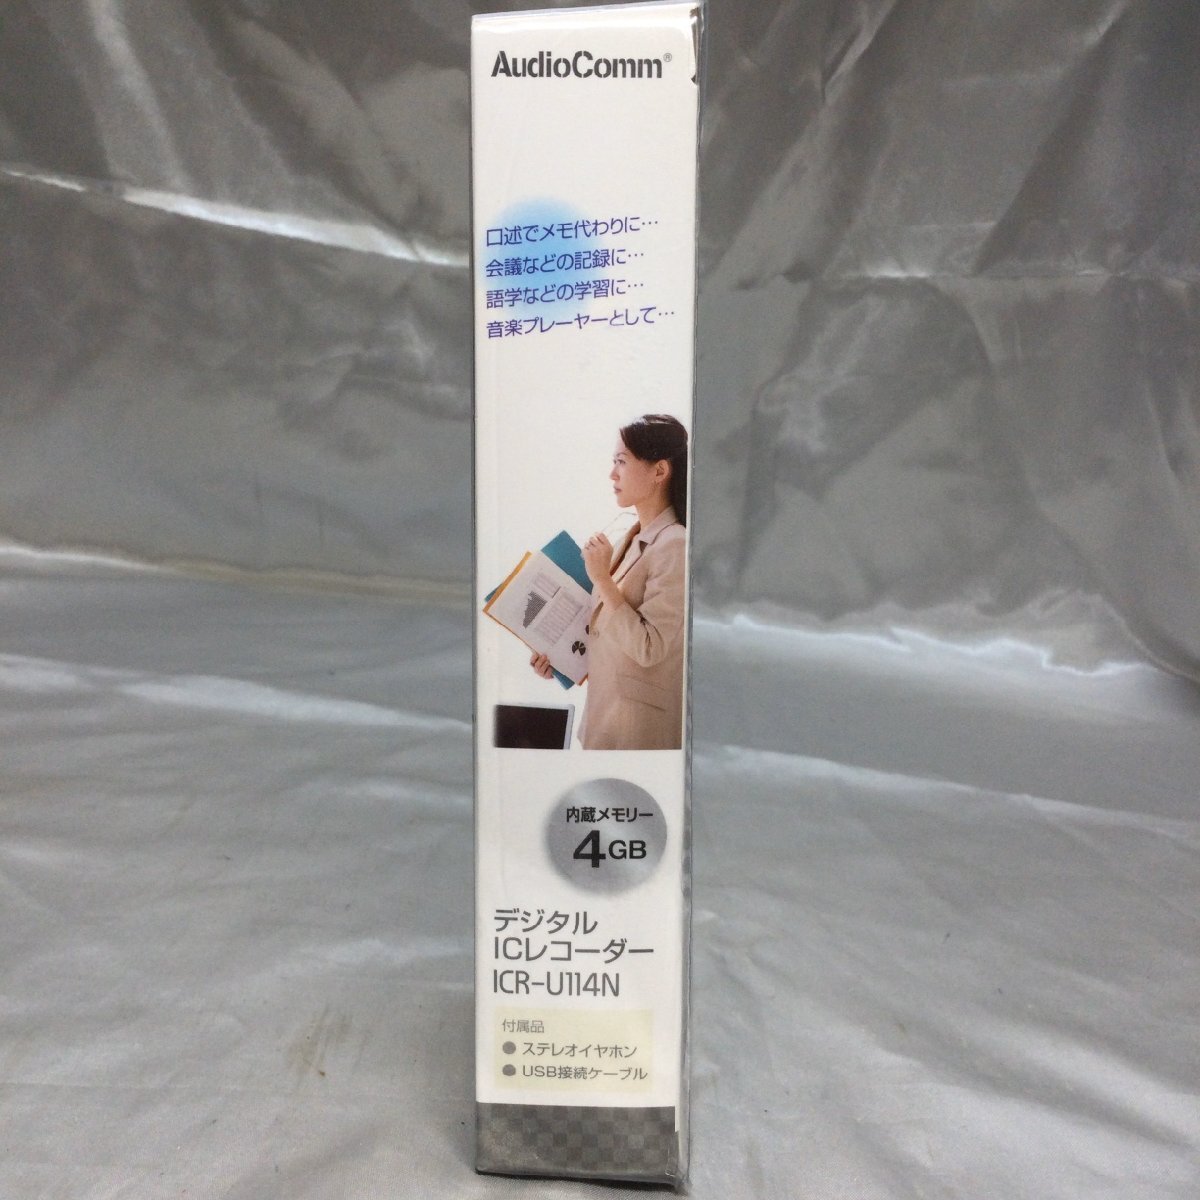 AudioComm®
口述でメモ代わりに…
会議などの記録に…
語学などの学習に…
音楽プレーヤーとして…
内蔵メモリー
4GB
デジタル
ICレコーダー
ICR-U114N
付属品
● ステレオイヤホン
● USB接続ケーブル